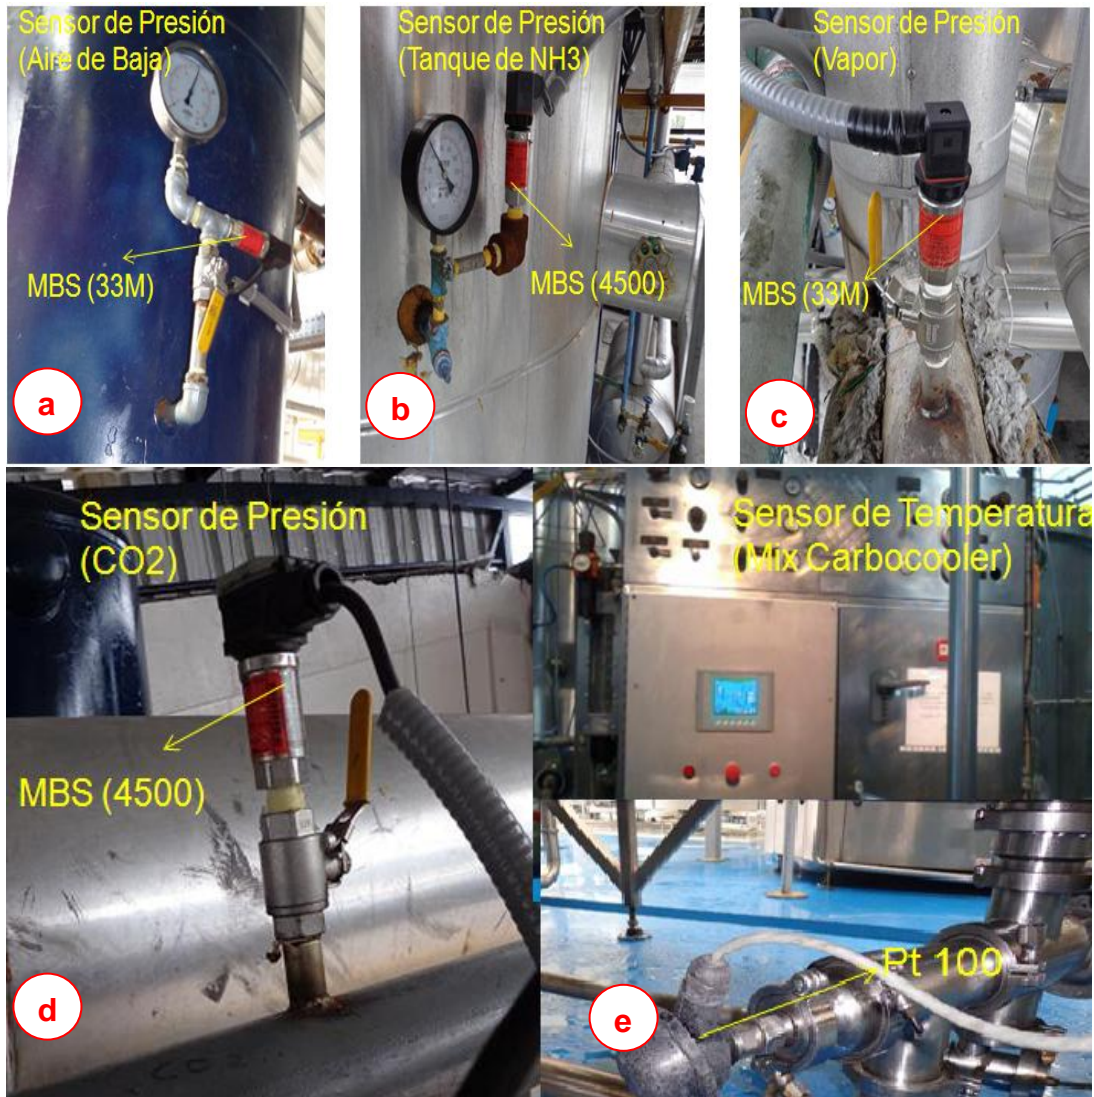 Sensor de Presión
(Aire de Baja)
MBS (33M)
a
Sensor de Presión
(Tanque de NH3)
MBS (4500)
b
Sensor de Presión
(Vapor)
MBS (33M)
c
Sensor de Presión
(CO2)
MBS (4500)
CO2
d
Sensor de Temperatura
(Mix Carbocooler)
Pt 100
e